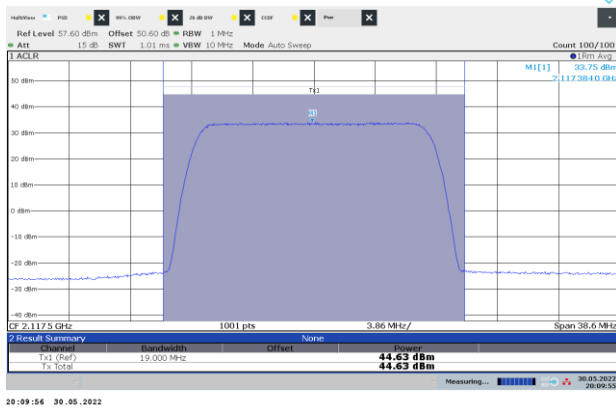 MultiView PSD 99% OBW 26 dB BW CCDF Pwr
Ref Level 57.60 dBm Offset 50.60 dB RBW 1 MHz
Att 15 dB SWT 1.01 ms VBW 10 MHz Mode Auto Sweep Count 100/100
1 ACLR 1Rm Avg
M1[1] 33.75 dBm
2.1173840 GHz
50 dBm
Tx1
40 dBm
M1
30 dBm
20 dBm
10 dBm
0 dBm
-10 dBm
-20 dBm
-30 dBm
-40 dBm
CF 2.1175 GHz 1001 pts 3.86 MHz/ Span 38.6 MHz
2 Result Summary None
Channel Bandwidth Offset Power
Tx1 (Ref) 19.000 MHz 44.63 dBm
Tx Total 44.63 dBm
Measuring... 30.05.2022
20:09:55
20:09:56 30.05.2022